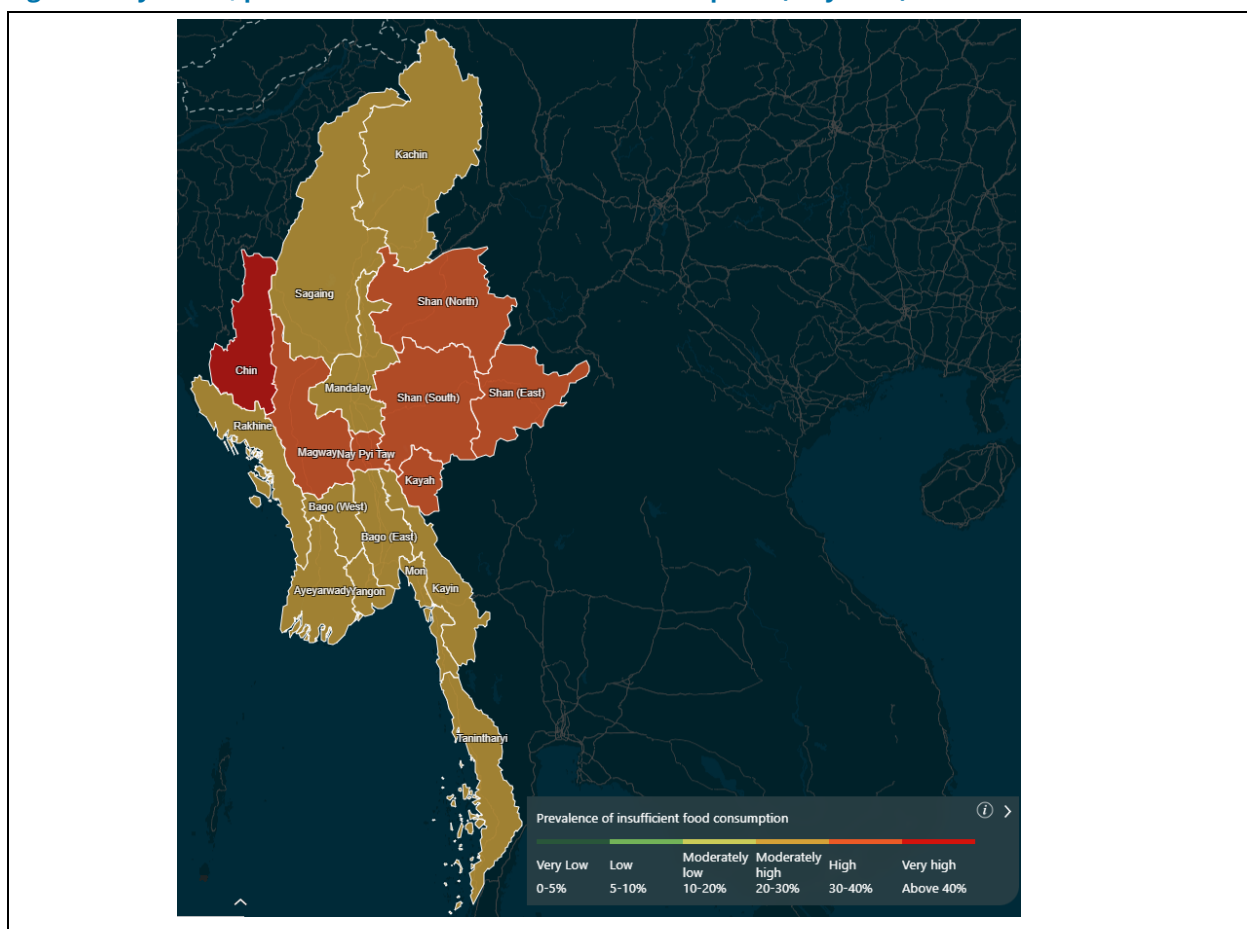 Kachin
Sagaing
Shan (North)
Chin
Mandalay
Shan (South)
Shan (East)
Rakhine
Magway
Nay Pyi Taw
Kayah
Bago (West)
Bago (East)
Mon
Ayeyarwady
Yangon
Kayin
Tanintharyi
Prevalence of insufficient food consumption
Very Low
Low
Moderately low
Moderately high
High
Very high
0-5%
5-10%
10-20%
20-30%
30-40%
Above 40%